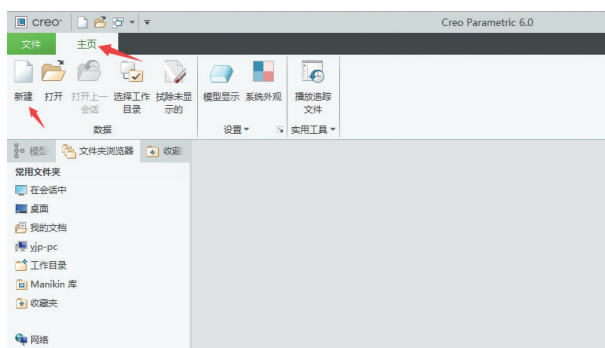 creo· Creo Parametric 6.0
文件 主页
新建 打开 打开上一会话 选择工作目录 拭除未显示的 模型显示 系统外观 播放追踪文件
数据 设置 实用工具
模型 文件夹浏览器 收藏
常用文件夹
在会话中
桌面
我的文档
yjp-pc
工作目录
Manikin 库
收藏夹
网络